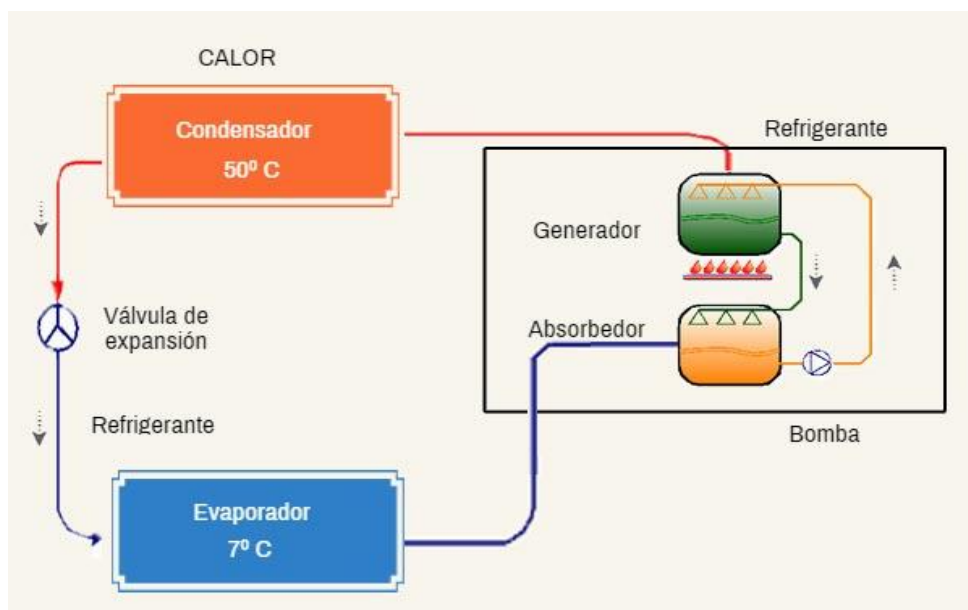 CALOR
Condensador
50º C
Refrigerante
Generador
Válvula de
expansión
Absorbedor
Refrigerante
Bomba
Evaporador
7º C